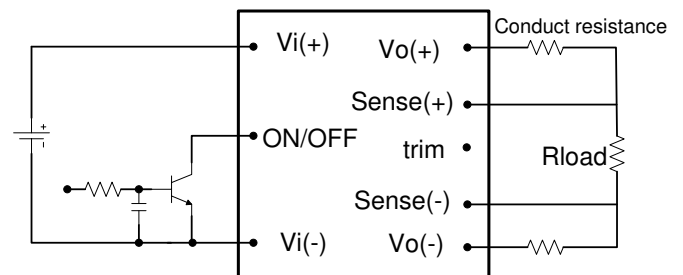 Conduct resistance
Vi(+)
Vo(+)
Sense(+)
ON/OFF
trim
Rload
Sense(-)
Vi(-)
Vo(-)
+
-